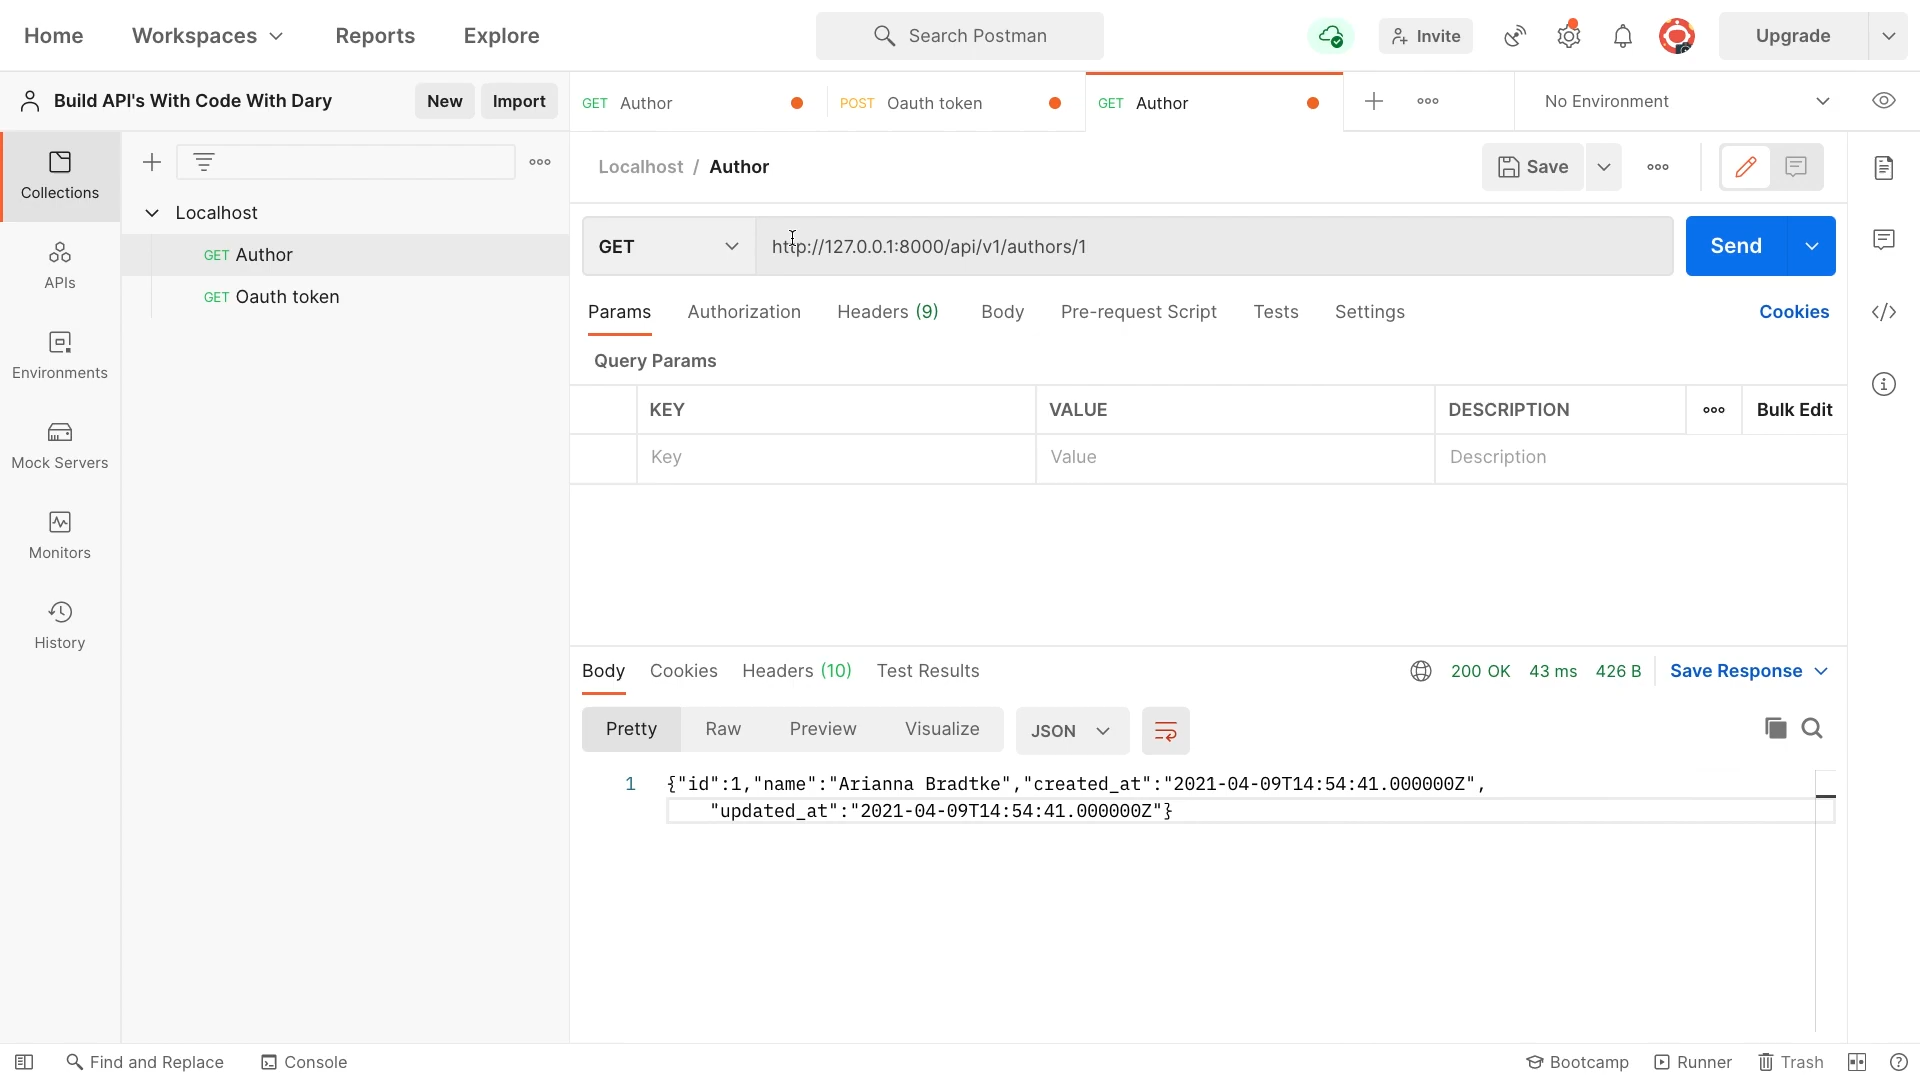 Home Workspaces Reports Explore Search Postman Invite Upgrade
Build API's With Code With Dary New Import GET Author POST Oauth token GET Author No Environment
Collections
Localhost / Author Save
Localhost
GET Author
GET http://127.0.0.1:8000/api/v1/authors/1 Send
APIs
GET Oauth token
Params Authorization Headers (9) Body Pre-request Script Tests Settings Cookies
Environments
Query Params
KEY VALUE DESCRIPTION Bulk Edit
Mock Servers
Key Value Description
Monitors
History
Body Cookies Headers (10) Test Results 200 OK 43 ms 426 B Save Response
Pretty Raw Preview Visualize JSON
1 {"id":1,"name":"Arianna Bradtke","created_at":"2021-04-09T14:54:41.000000Z",
"updated_at":"2021-04-09T14:54:41.000000Z"}
Find and Replace Console Bootcamp Runner Trash